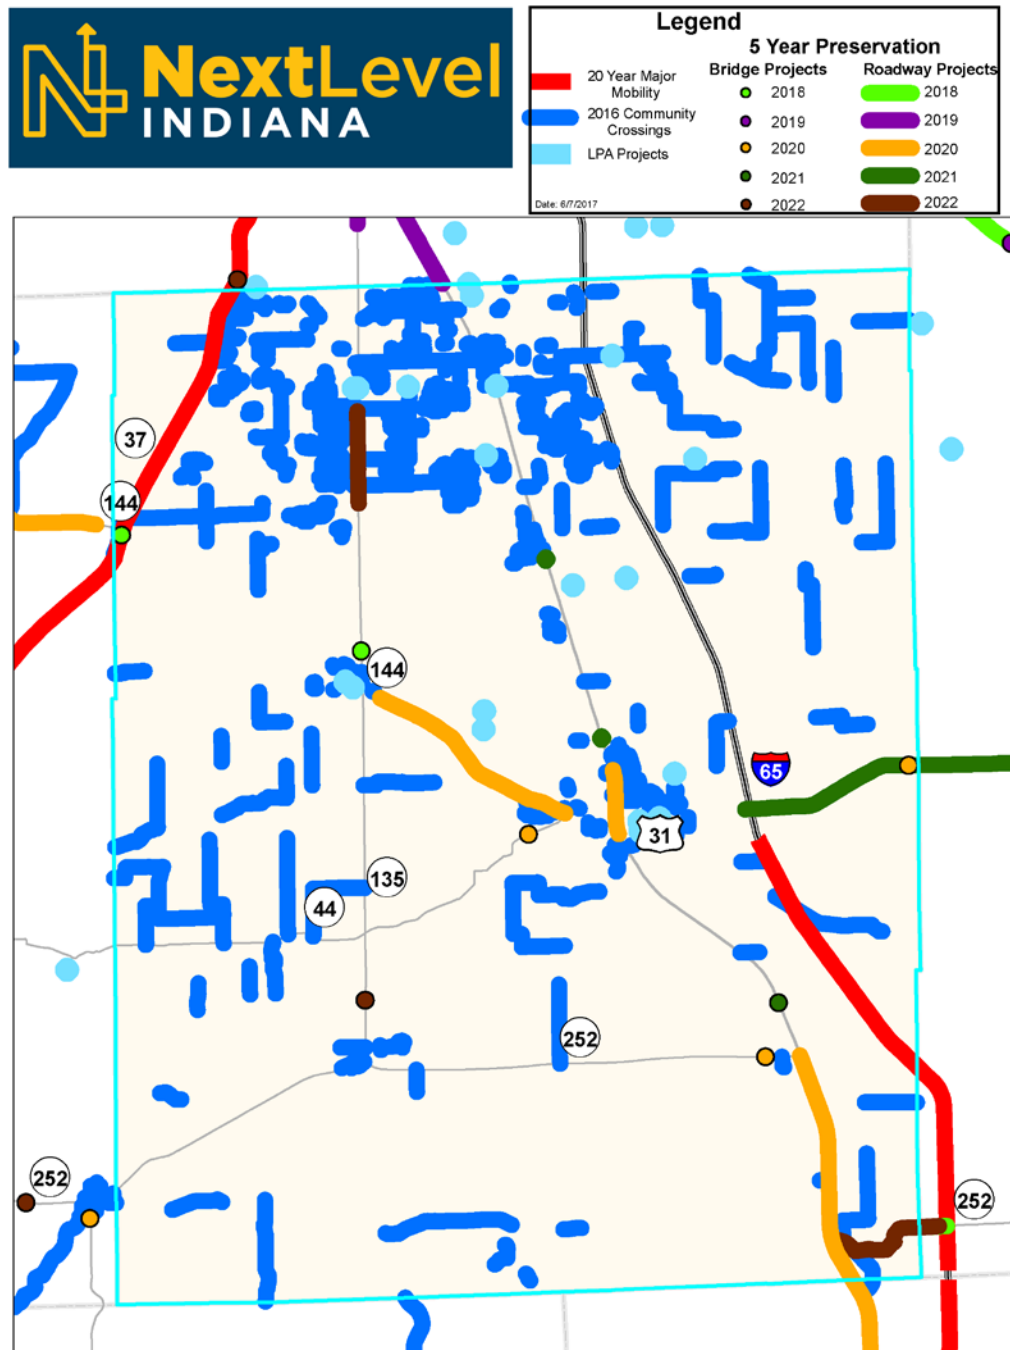 NextLevel
INDIANA
Legend
5 Year Preservation
Bridge Projects
Roadway Projects
20 Year Major
Mobility
2016 Community
Crossings
LPA Projects
2018
2019
2020
2021
2022
2018
2019
2020
2021
2022
Date: 6/7/2017
37
144
144
65
31
135
44
252
252
252